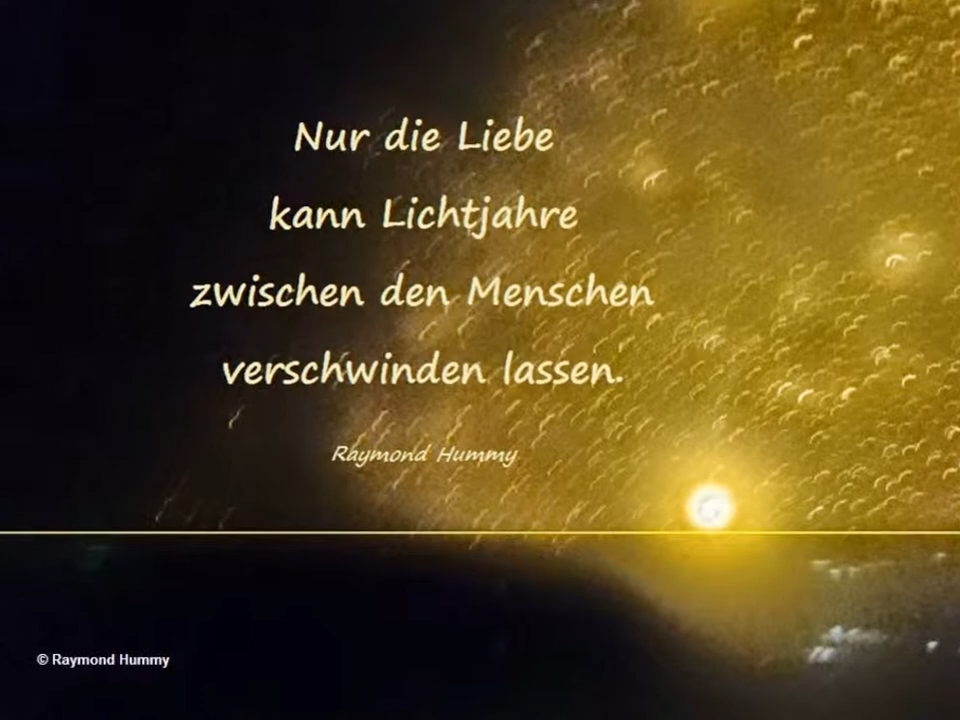 Nur die Liebe
kann Lichtjahre
zwischen den Menschen
verschwinden lassen.
Raymond Hummy
© Raymond Hummy